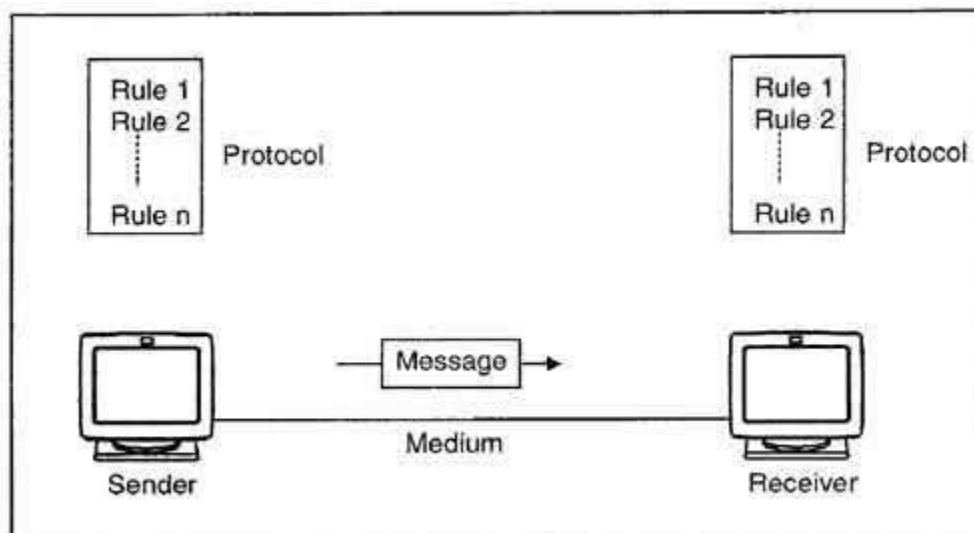 Rule 1
Rule 2
Rule n
Protocol
Rule 1
Rule 2
Rule n
Protocol
Message
Medium
Sender
Receiver